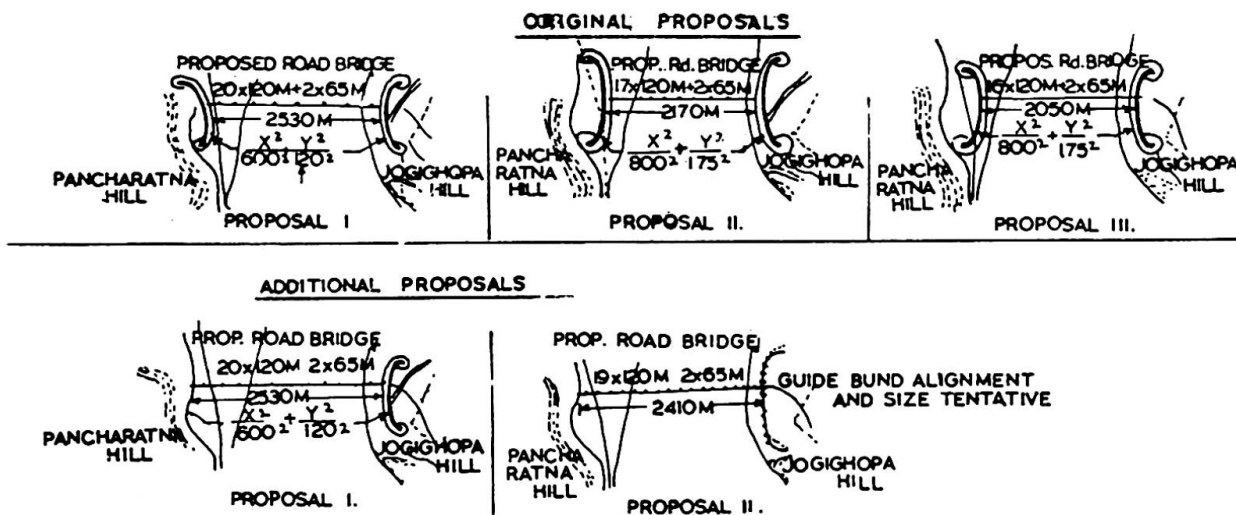 ORIGINAL PROPOSALS
PROPOSED ROAD BRIDGE
20x120M+2x65M
2530M
X² Y²
600² 120²
PANCHARATNA
HILL
JOGIGHOPA
HILL
PROPOSAL I
PROP. Rd. BRIDGE
17x120M+2x65M
2170M
X² + Y²
800² 175²
PANCHA
RATNA
HILL
JOGIGHOPA
HILL
PROPOSAL II.
PROPOS. Rd. BRIDGE
16x120M+2x65M
2050M
X² + Y²
800² 175²
PANCHA
RATNA
HILL
JOGIGHOPA
HILL
PROPOSAL III.
ADDITIONAL PROPOSALS
PROP. ROAD BRIDGE
20x120M 2x65M
2530M
X² + Y²
600² 120²
PANCHARATNA
HILL
JOGIGHOPA
HILL
PROPOSAL I.
PROP. ROAD BRIDGE
19x120M 2x65M
2410M
GUIDE BUND ALIGNMENT
AND SIZE TENTATIVE
PANCHA
RATNA
HILL
JOGIGHOPA
HILL
PROPOSAL II.